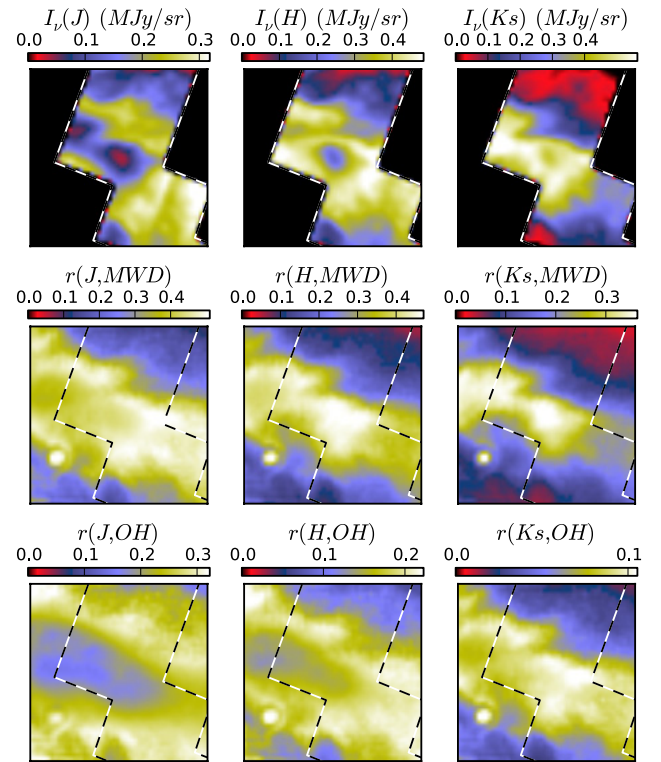 I_ν(J) (MJy/sr) I_ν(H) (MJy/sr) I_ν(Ks) (MJy/sr)
0.0 0.1 0.2 0.3 0.0 0.1 0.2 0.3 0.4 0.0 0.1 0.2 0.3 0.4
r(J,MWD) r(H,MWD) r(Ks,MWD)
0.0 0.1 0.2 0.3 0.4 0.0 0.1 0.2 0.3 0.4 0.0 0.1 0.2 0.3
r(J,OH) r(H,OH) r(Ks,OH)
0.0 0.1 0.2 0.3 0.0 0.1 0.2 0.0 0.1